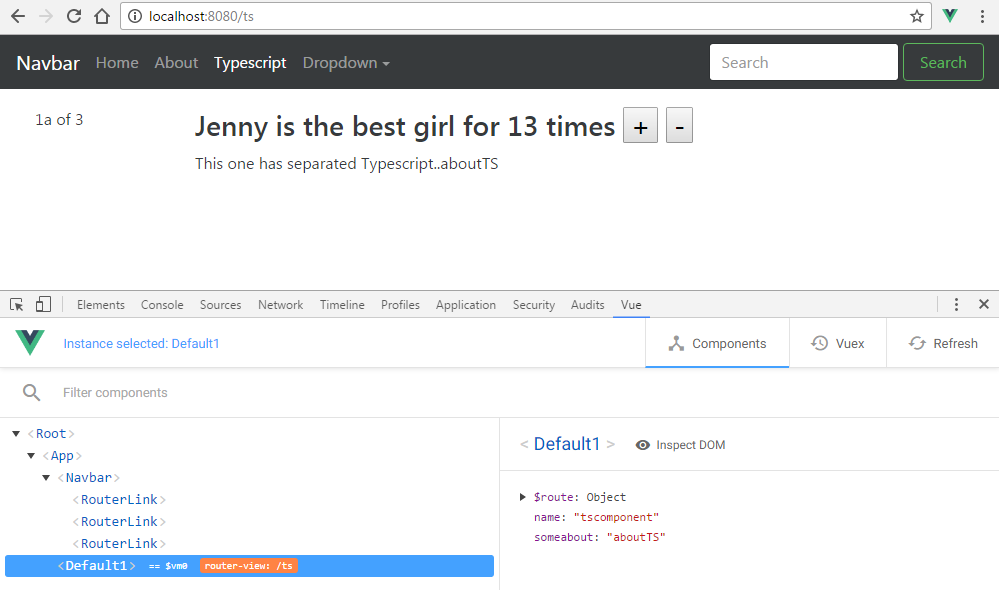 localhost:8080/ts
Navbar Home About Typescript Dropdown Search Search
1a of 3 Jenny is the best girl for 13 times + -
This one has separated Typescript..aboutTS
Elements Console Sources Network Timeline Profiles Application Security Audits Vue
Instance selected: Default1 Components Vuex Refresh
Filter components
<Root>
<App>
<Navbar>
<RouterLink>
<RouterLink>
<RouterLink>
<Default1> == $vm0 router-view: /ts
< Default1 > Inspect DOM
$route: Object
name: "tscomponent"
someabout: "aboutTS"